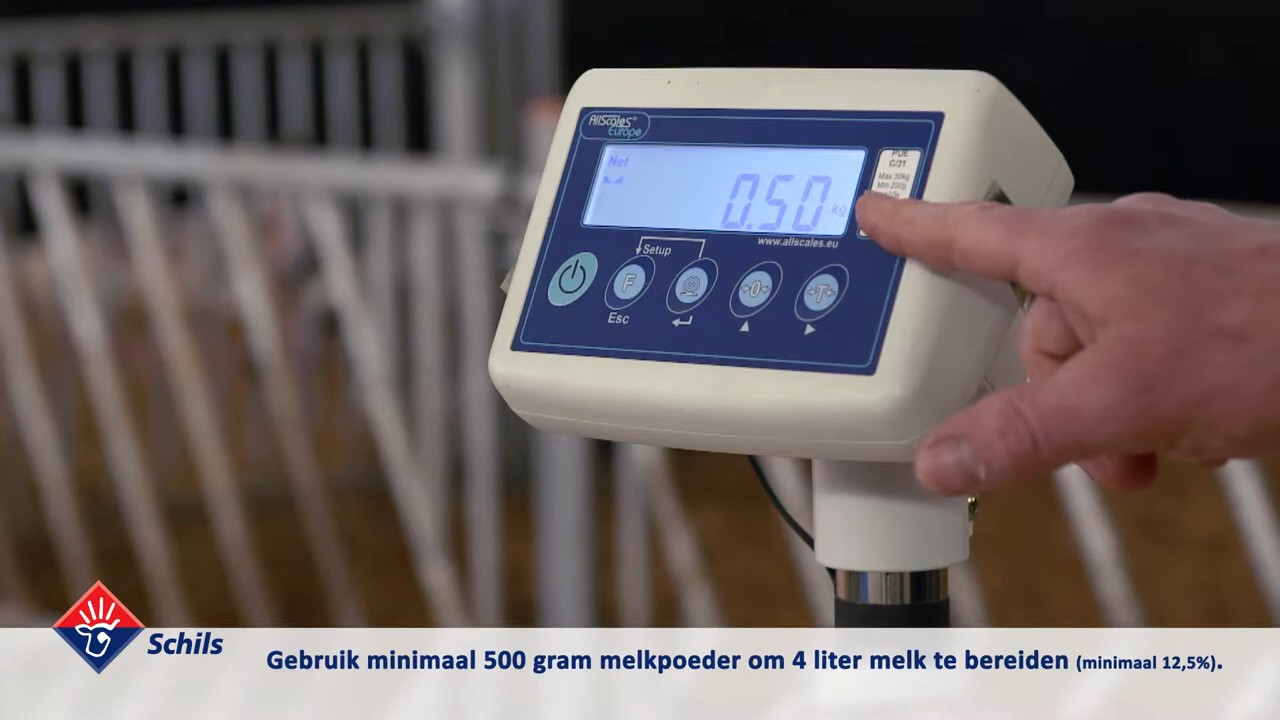 AllScales®
Europe
Net
0.50 kg
PUE
C/31
Max 30kg
Min 200g
www.allscales.eu
Setup
F
0
T
Esc
Schils
Gebruik minimaal 500 gram melkpoeder om 4 liter melk te bereiden (minimaal 12,5%).